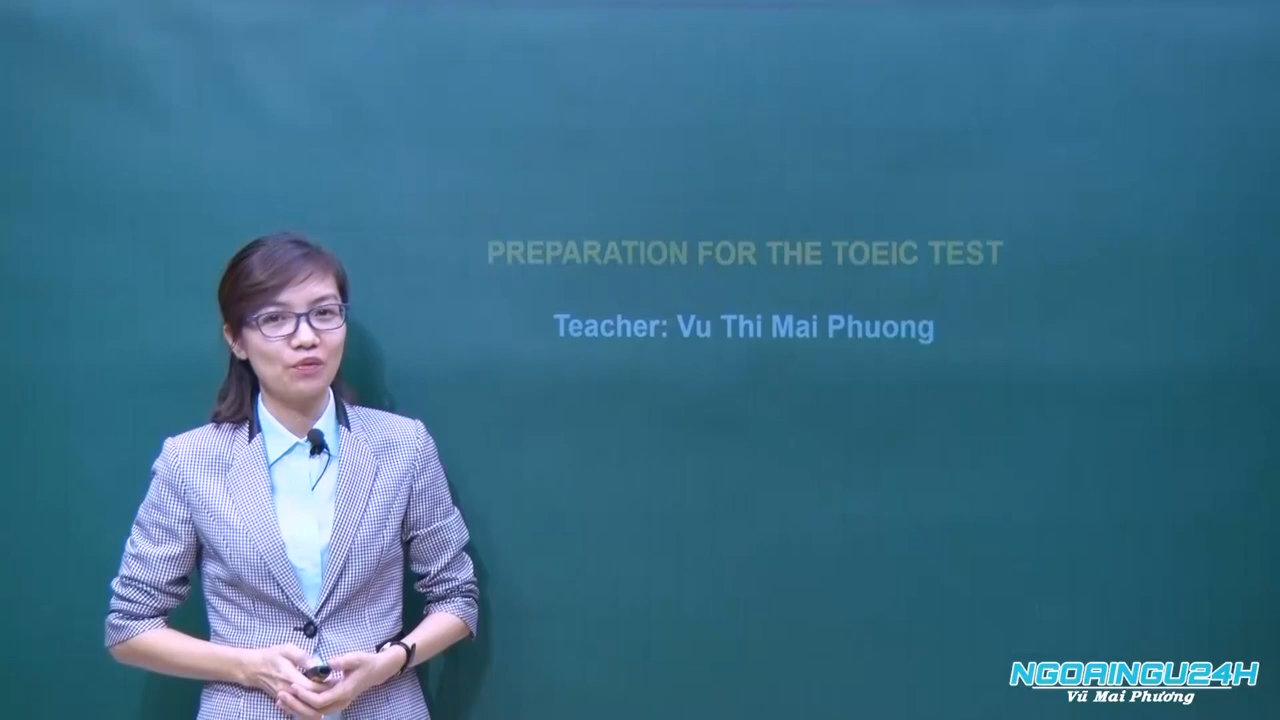 PREPARATION FOR THE TOEIC TEST
Teacher: Vu Thi Mai Phuong
NGOAINGU24H
Vũ Mai Phương